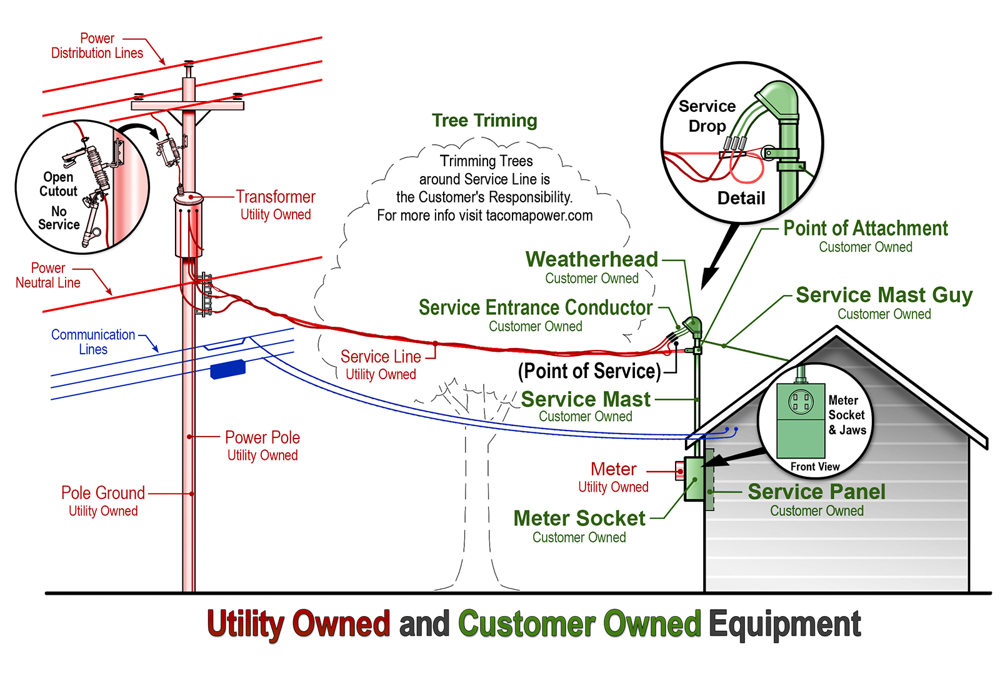 Power
Distribution Lines
Open
Cutout
No
Service
Transformer
Utility Owned
Power
Neutral Line
Communication
Lines
Power Pole
Utility Owned
Pole Ground
Utility Owned
Tree Triming
Trimming Trees
around Service Line is
the Customer's Responsibility.
For more info visit tacomapower.com
Service
Drop
Detail
Point of Attachment
Customer Owned
Weatherhead
Customer Owned
Service Entrance Conductor
Customer Owned
Service Mast Guy
Customer Owned
Service Line
Utility Owned
(Point of Service)
Service Mast
Customer Owned
Meter
Socket
& Jaws
Front View
Meter
Utility Owned
Service Panel
Customer Owned
Meter Socket
Customer Owned
Utility Owned and Customer Owned Equipment